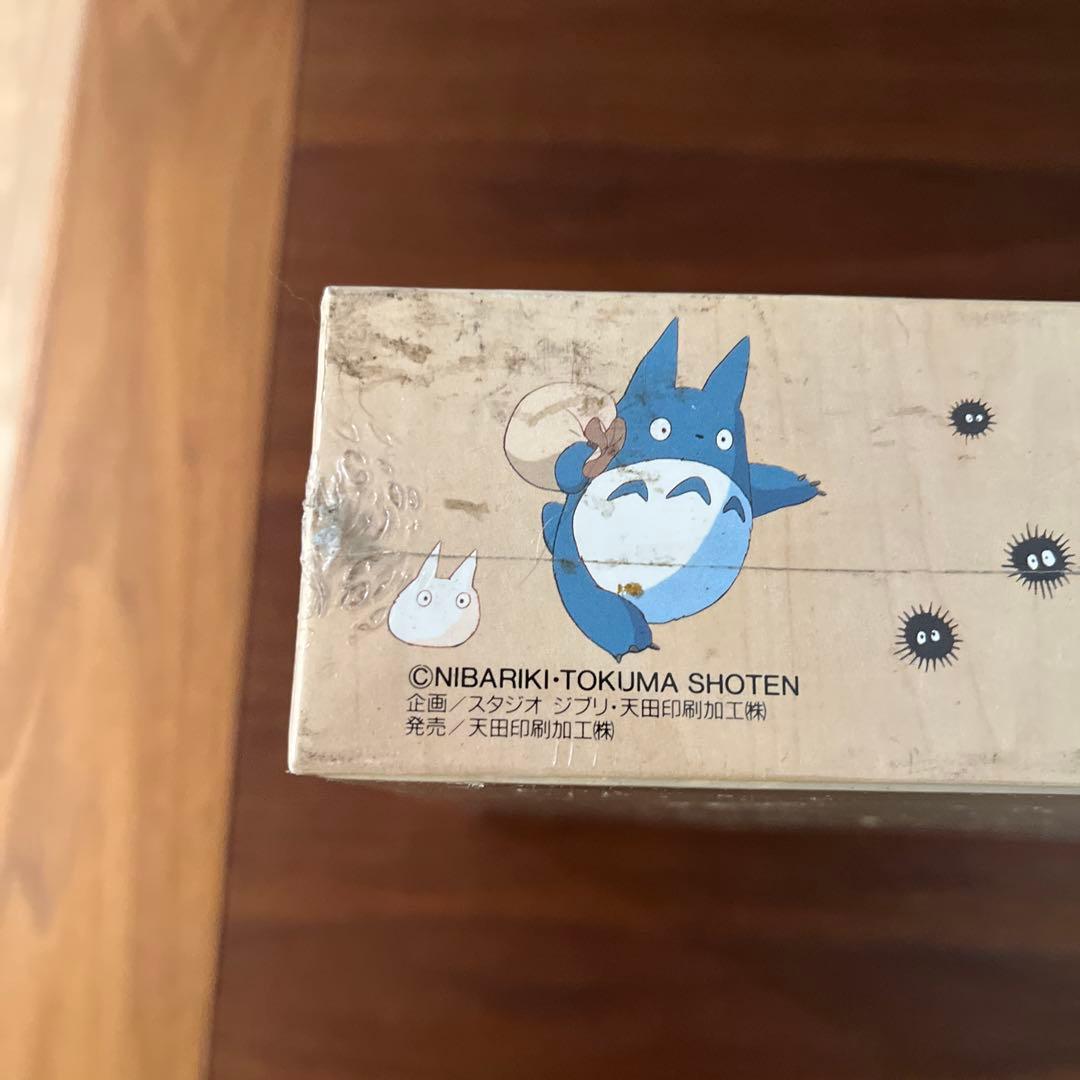 ©NIBARIKI・TOKUMA SHOTEN
企画／スタジオ ジブリ・天田印刷加工㈱
発売／天田印刷加工㈱